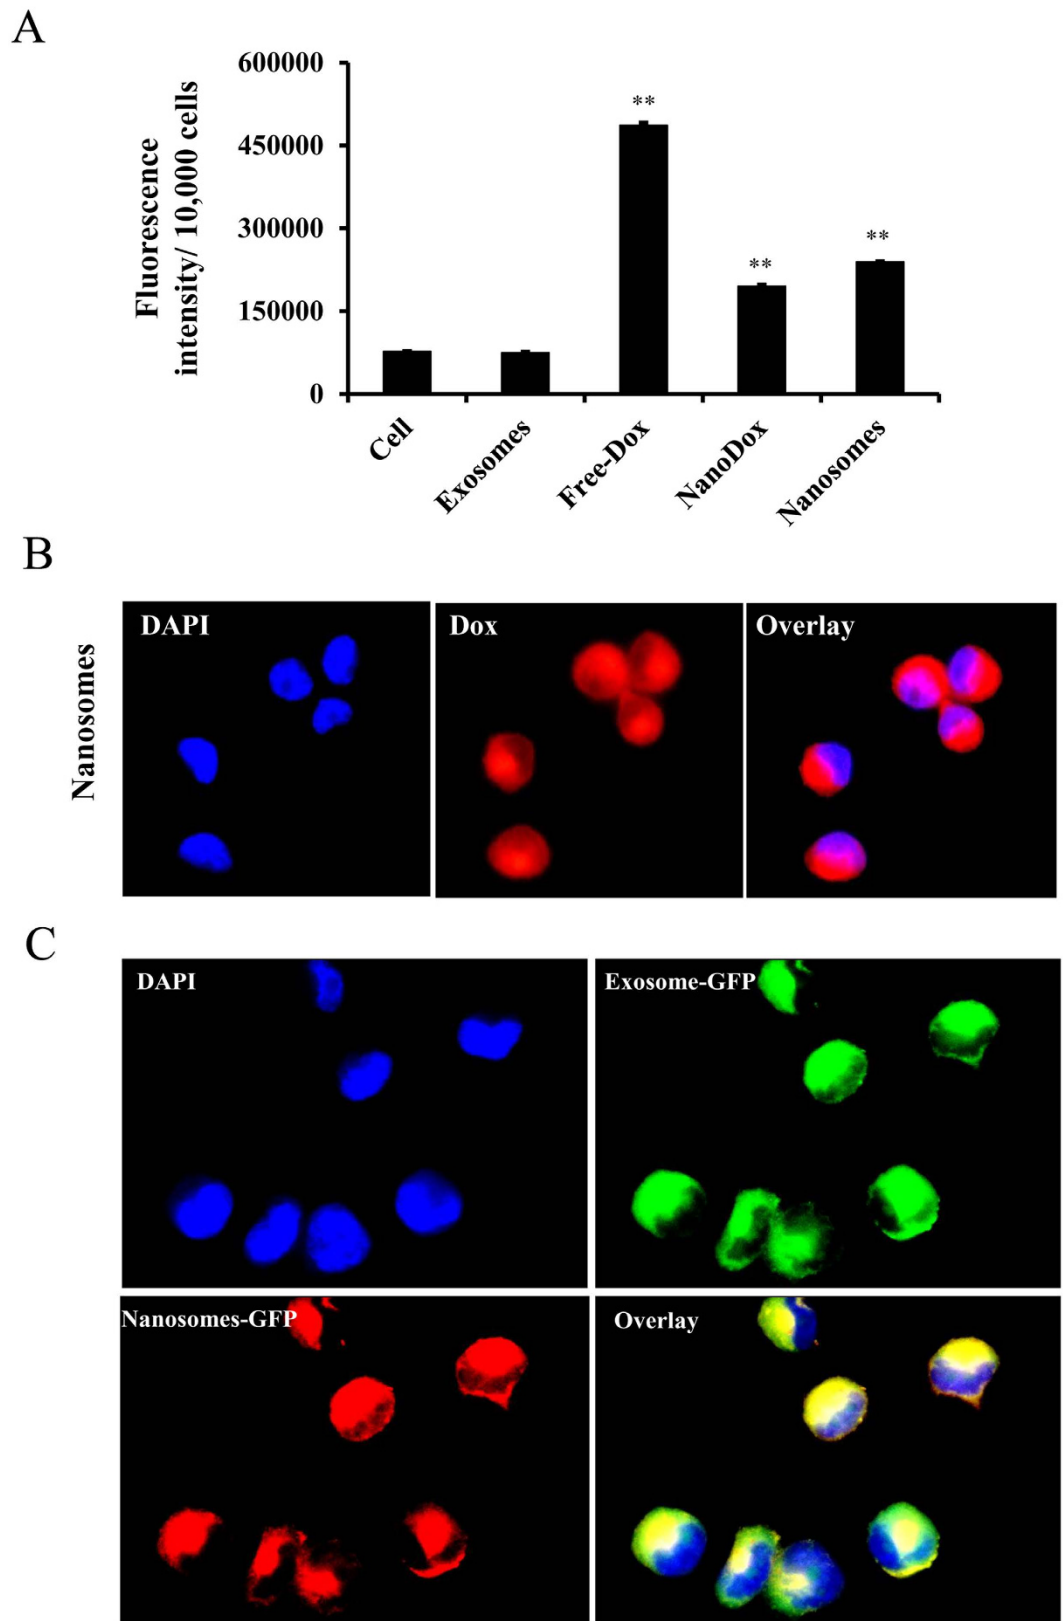 A
Fluorescence
intensity/ 10,000 cells
600000
450000
300000
150000
0
**
**
**
Cell
Exosomes
Free-Dox
NanoDox
Nanosomes
B
Nanosomes
DAPI
Dox
Overlay
C
DAPI
Exosome-GFP
Nanosomes-GFP
Overlay